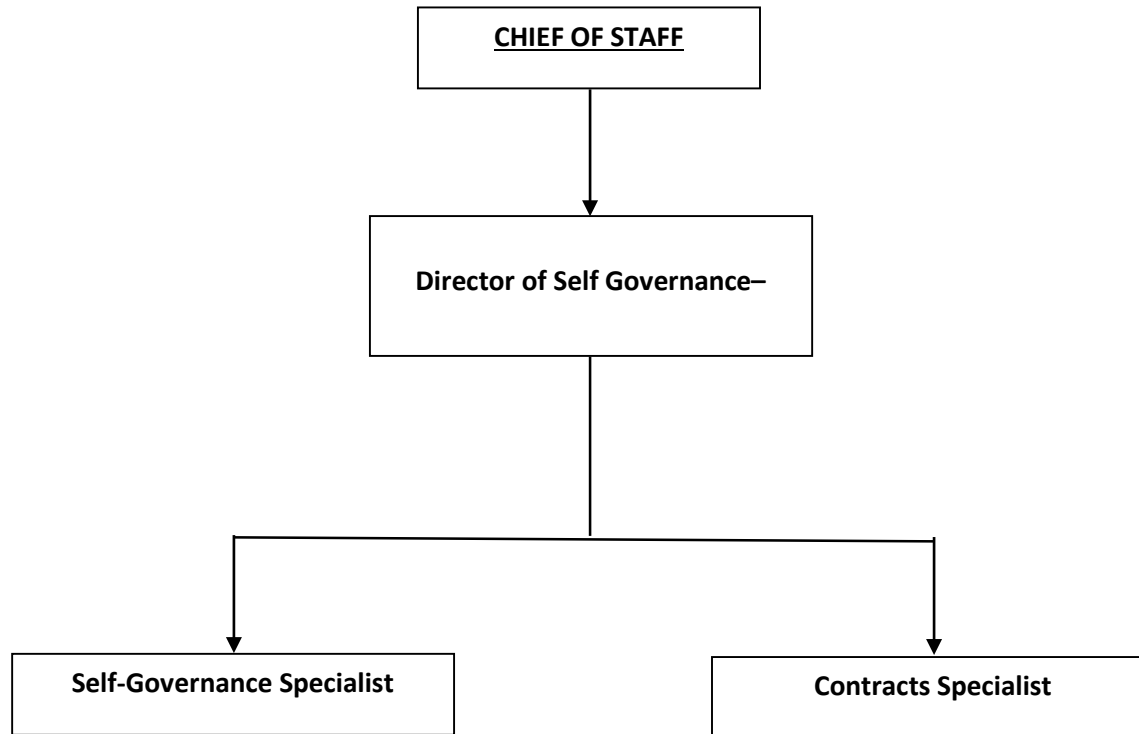 CHIEF OF STAFF
Director of Self Governance–
Self-Governance Specialist
Contracts Specialist